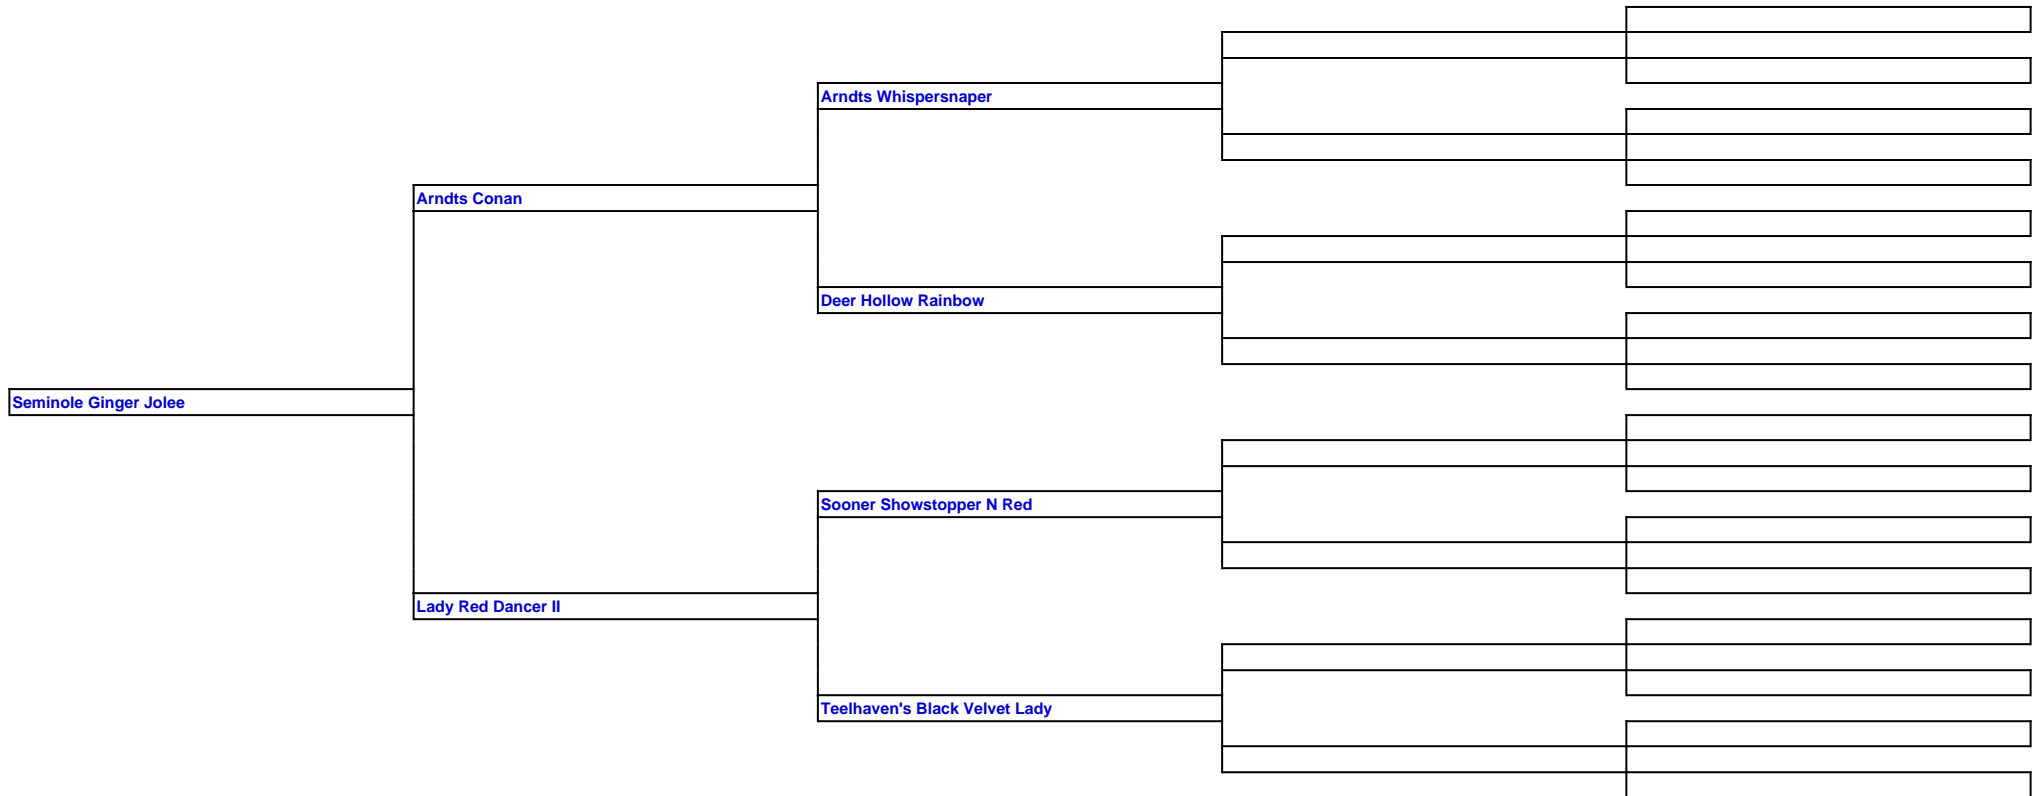 Arndts Whispersnaper
Arndts Conan
Deer Hollow Rainbow
Seminole Ginger Jolee
Sooner Showstopper N Red
Lady Red Dancer II
Teelhaven's Black Velvet Lady